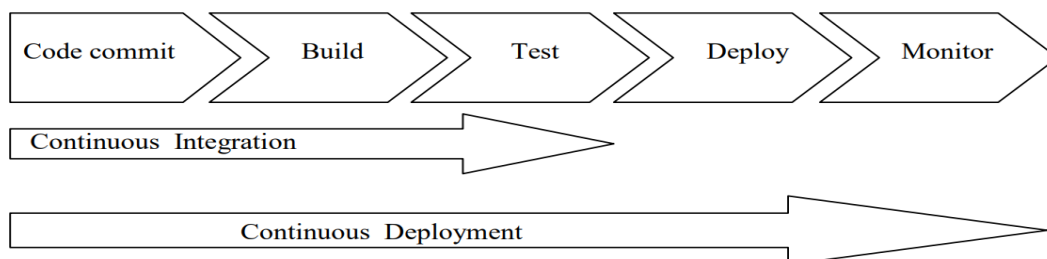 Code commit Build Test Deploy Monitor
Continuous Integration
Continuous Deployment